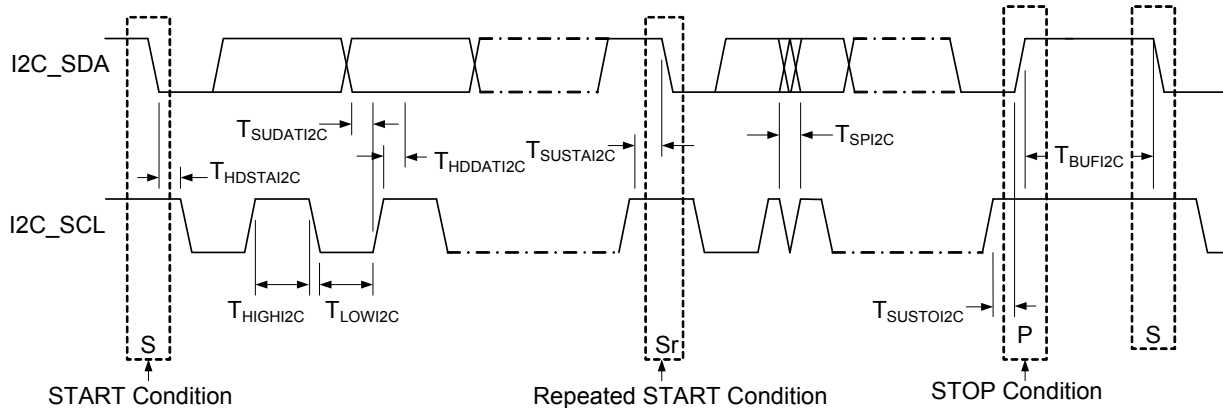 I2C_SDA
T_SUDATI2C
T_HDSTAI2C
T_HDDATI2C
T_SUSTAI2C
T_SPI2C
T_BUFI2C
I2C_SCL
T_HIGHI2C
T_LOWI2C
T_SUSTOI2C
S
Sr
P
S
START Condition
Repeated START Condition
STOP Condition